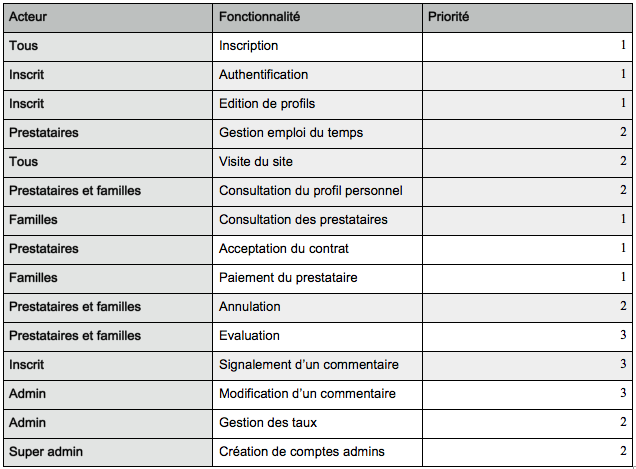 Acteur Fonctionnalité Priorité
Tous Inscription 1
Inscrit Authentification 1
Inscrit Edition de profils 1
Prestataires Gestion emploi du temps 2
Tous Visite du site 2
Prestataires et familles Consultation du profil personnel 2
Familles Consultation des prestataires 1
Prestataires Acceptation du contrat 1
Familles Paiement du prestataire 1
Prestataires et familles Annulation 2
Prestataires et familles Evaluation 3
Inscrit Signalement d’un commentaire 3
Admin Modification d’un commentaire 3
Admin Gestion des taux 2
Super admin Création de comptes admins 2